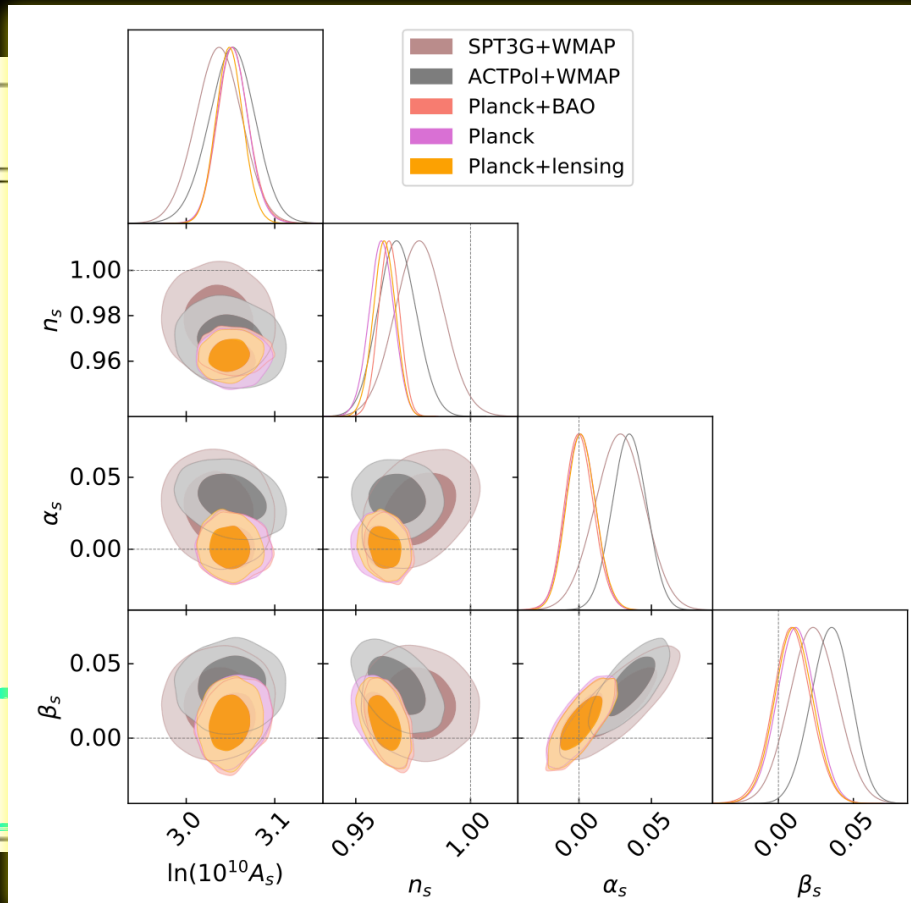 SPT3G+WMAP
ACTPol+WMAP
Planck+BAO
Planck
Planck+lensing
1.00
0.98
0.96
n_s
0.05
0.00
α_s
0.05
0.00
β_s
3.0 3.1
ln(10^10 A_s)
0.95 1.00
n_s
0.00 0.05
α_s
0.00 0.05
β_s